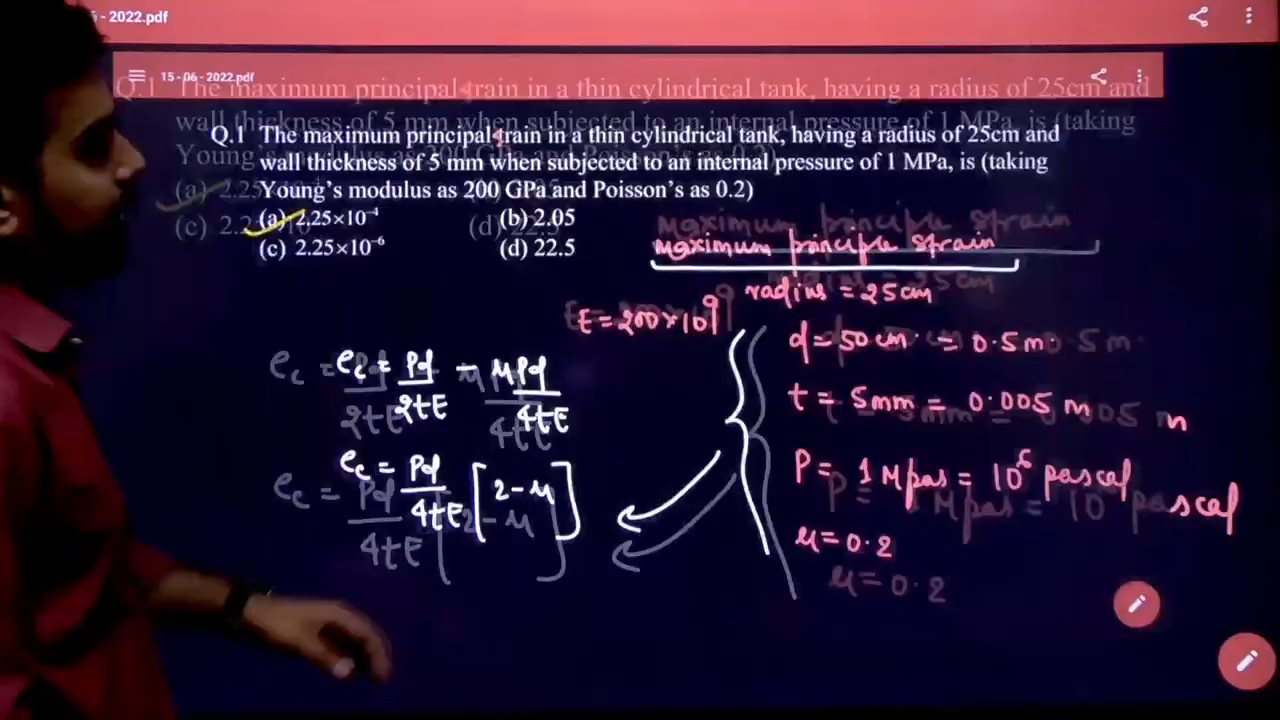 - 2022.pdf
15 - 06 - 2022.pdf
Q.1 The maximum principal strain in a thin cylindrical tank, having a radius of 25cm and
wall thickness of 5 mm when subjected to an internal pressure of 1 MPa, is (taking
Young's modulus as 200 GPa and Poisson's as 0.2)
(a) 2.25×10⁻⁴
(b) 2.05
(c) 2.25×10⁻⁶
(d) 22.5
Maximum principle strain
radius = 25cm
E = 200×10⁹
d = 50cm = 0.5m
t = 5mm = 0.005 m
P = 1 Mpas = 10⁶ pascal
μ = 0.2
ec = Pd/2tE - μPd/4tE
ec = Pd/4tE [2-μ]